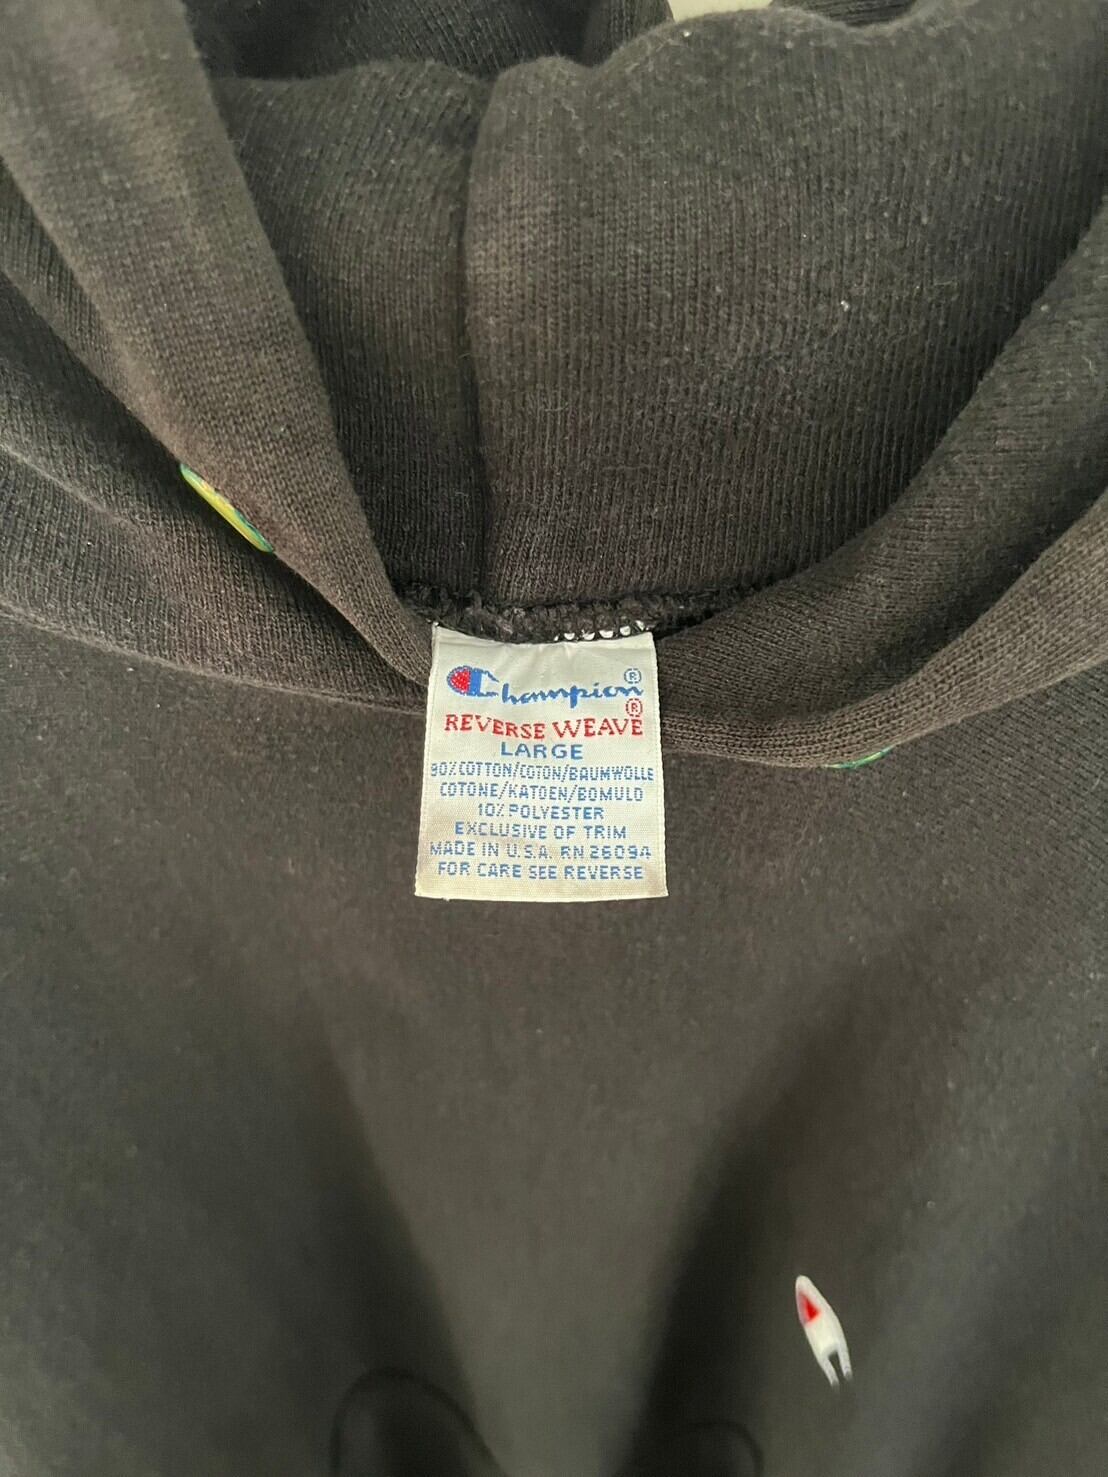 Champion®
REVERSE WEAVE®
LARGE
90% COTTON/COTON/BAUMWOLLE
COTONE/KATOEN/BOMULD
10% POLYESTER
EXCLUSIVE OF TRIM
MADE IN U.S.A. RN 26094
FOR CARE SEE REVERSE